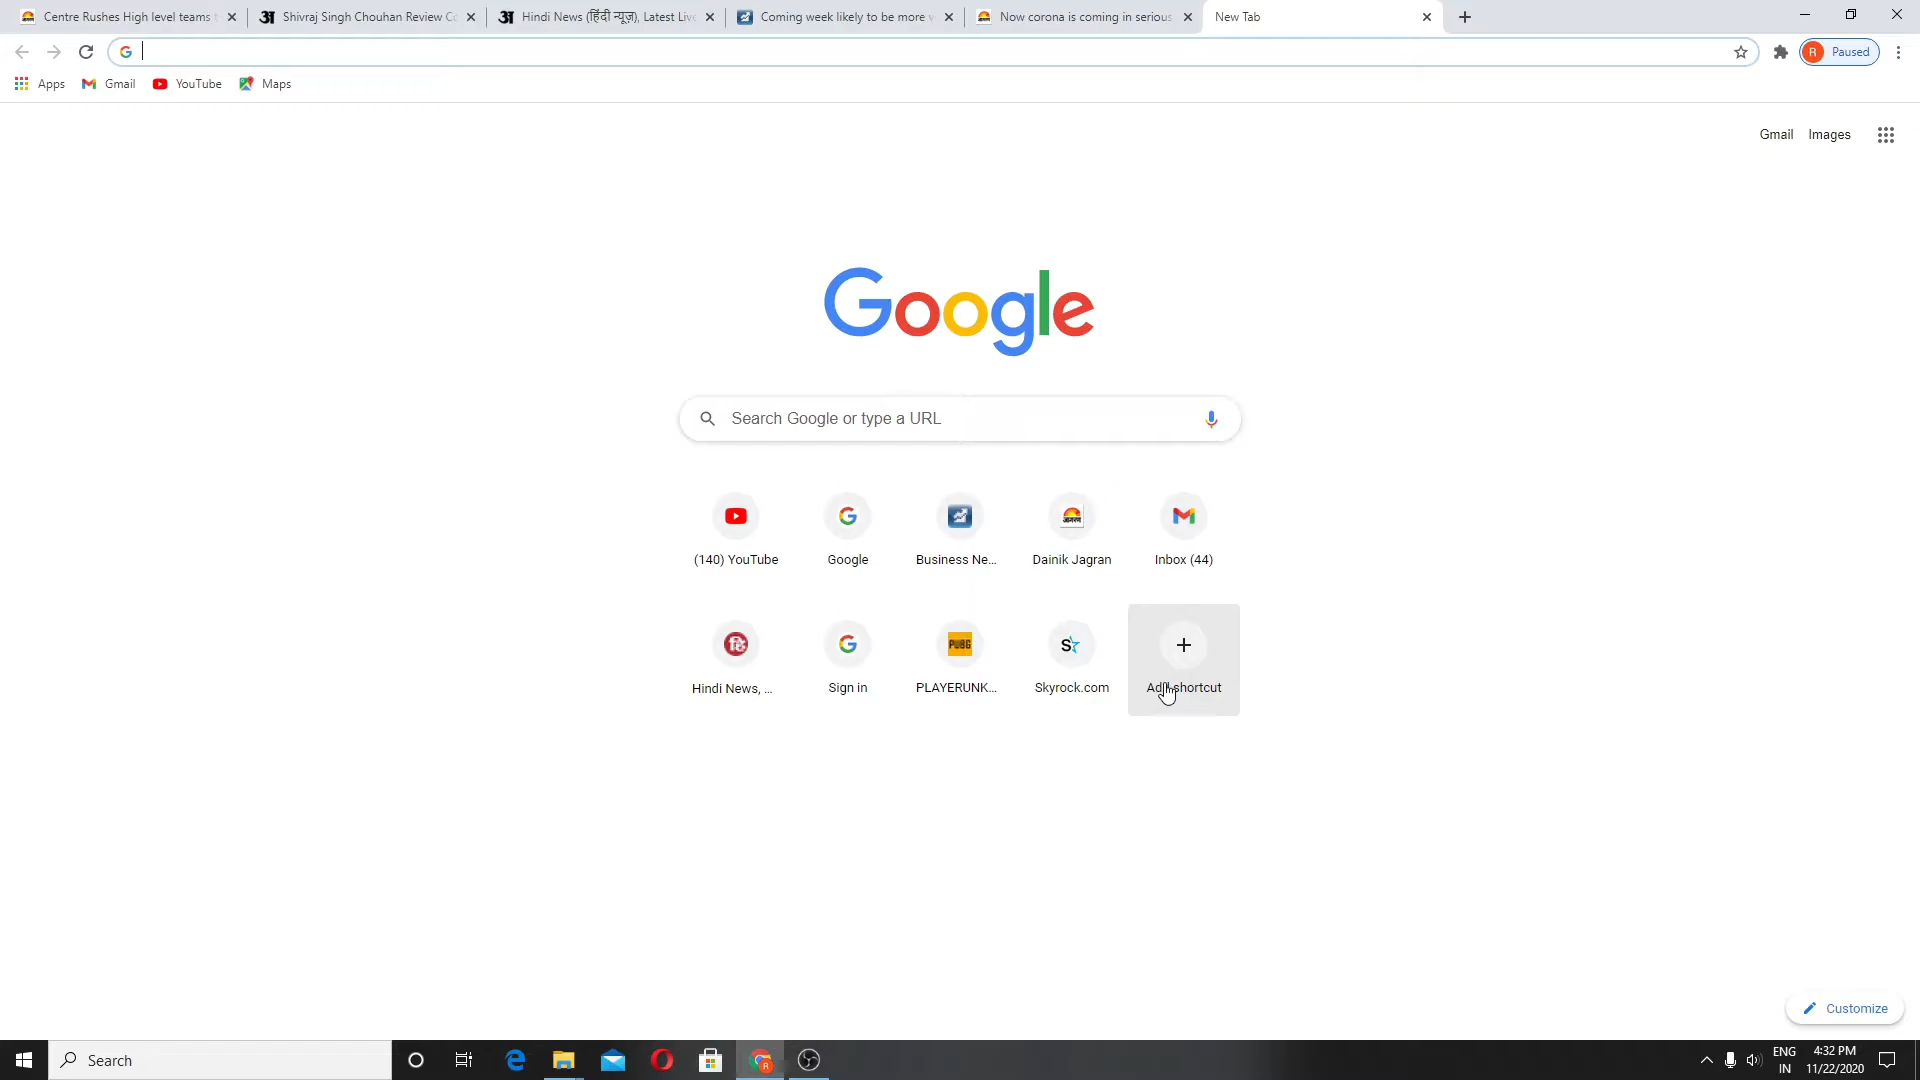 Centre Rushes High level teams
Shivraj Singh Chouhan Review Co
Hindi News (हिंदी न्यूज़), Latest Live
Coming week likely to be more
Now corona is coming in serious
New Tab
R Paused
Apps Gmail YouTube Maps
Gmail Images
Google
Search Google or type a URL
(140) YouTube Google Business Ne... Dainik Jagran Inbox (44)
PUBG
Hindi News, ... Sign in PLAYERUNK... Skyrock.com Add shortcut
Customize
Search
ENG 4:32 PM
IN 11/22/2020